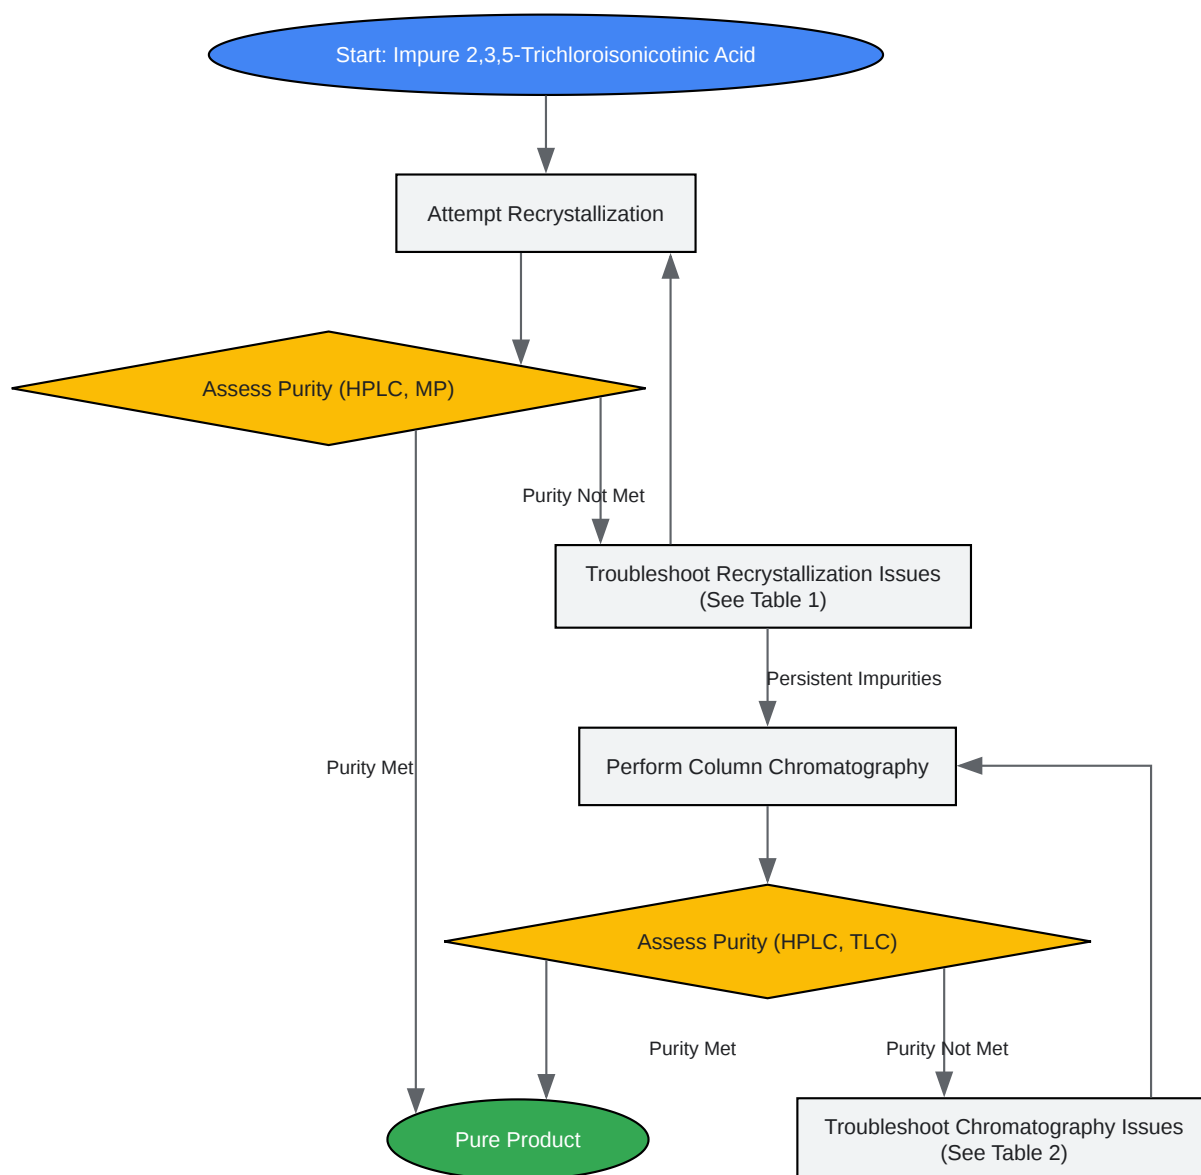 Start: Impure 2,3,5-Trichloroisonicotinic Acid
Attempt Recrystallization
Assess Purity (HPLC, MP)
Purity Not Met
Troubleshoot Recrystallization Issues
(See Table 1)
Persistent Impurities
Perform Column Chromatography
Purity Met
Assess Purity (HPLC, TLC)
Purity Met
Purity Not Met
Pure Product
Troubleshoot Chromatography Issues
(See Table 2)